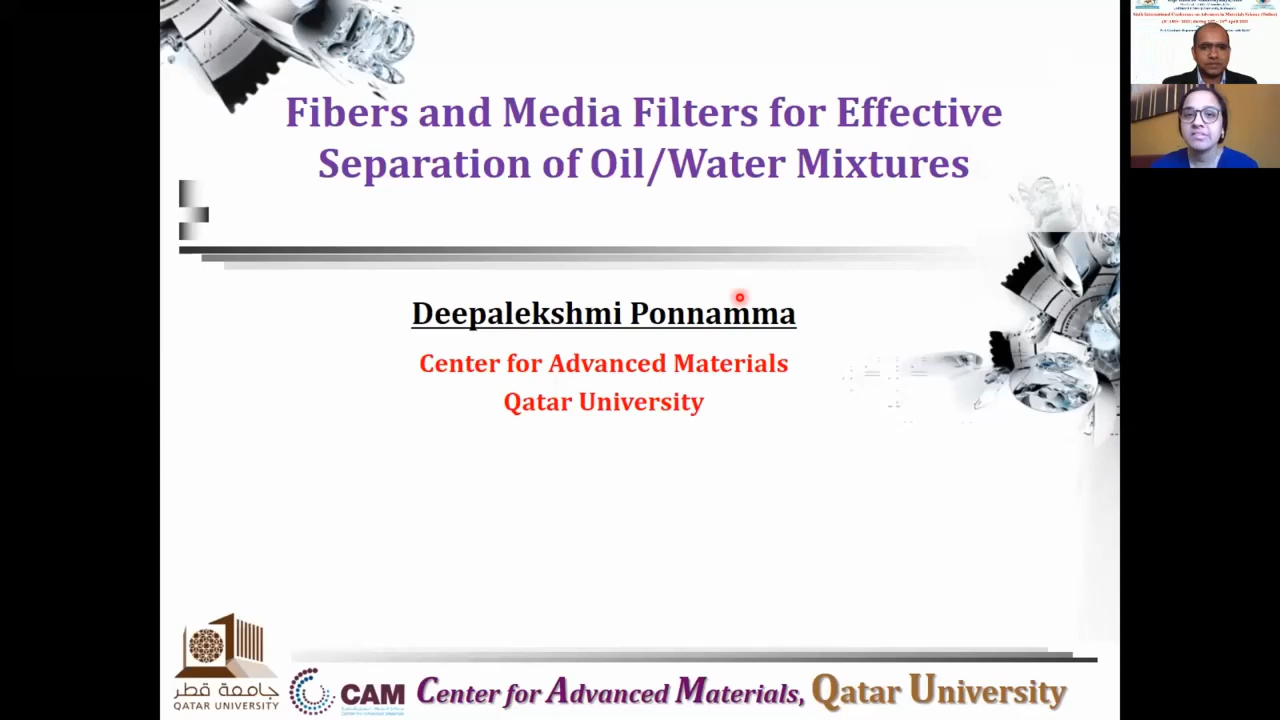 Fibers and Media Filters for Effective
Separation of Oil/Water Mixtures
Deepalekshmi Ponnamma
Center for Advanced Materials
Qatar University
جامعة قطر
QATAR UNIVERSITY
CAM
Center for Advanced Materials, Qatar University